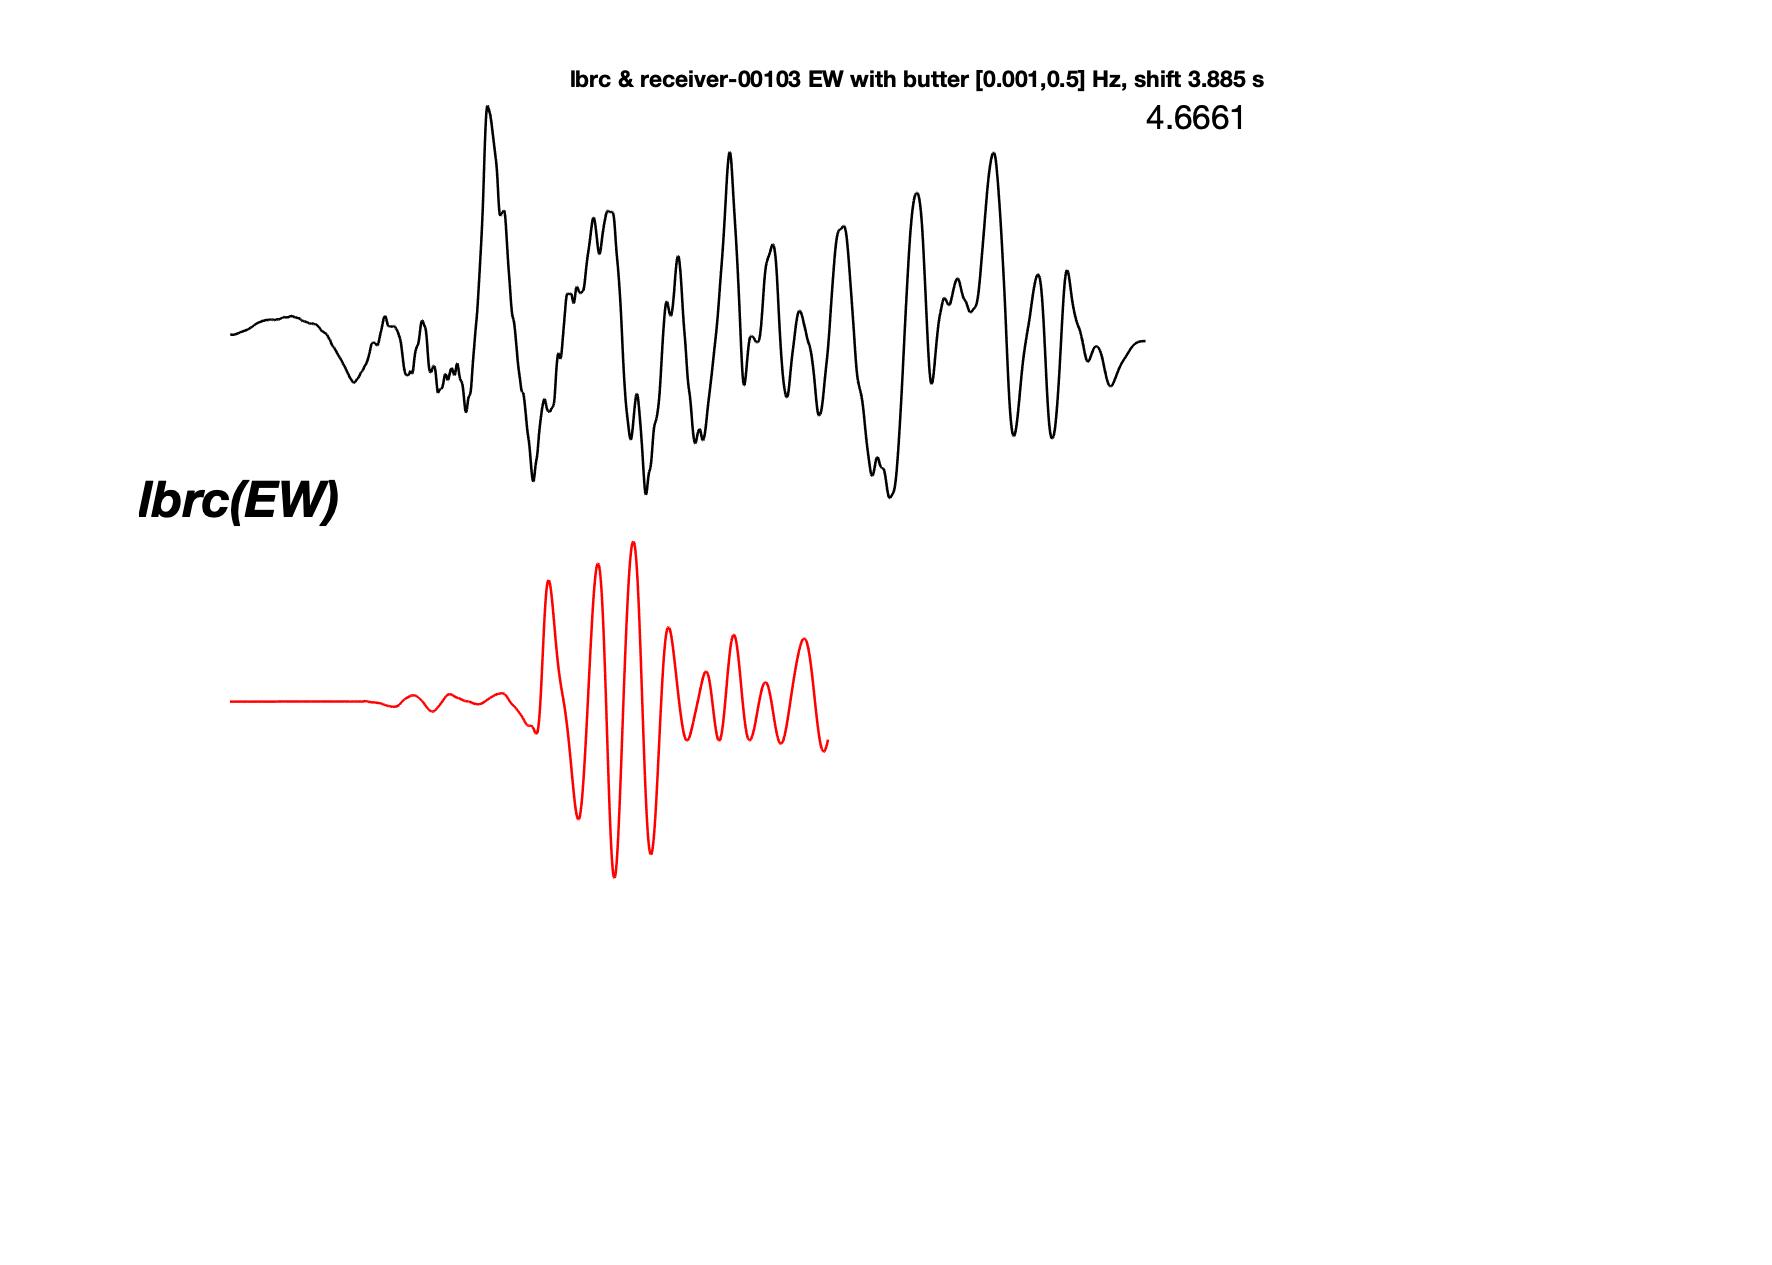 lbrc & receiver-00103 EW with butter [0.001,0.5] Hz, shift 3.885 s
4.6661
lbrc(EW)